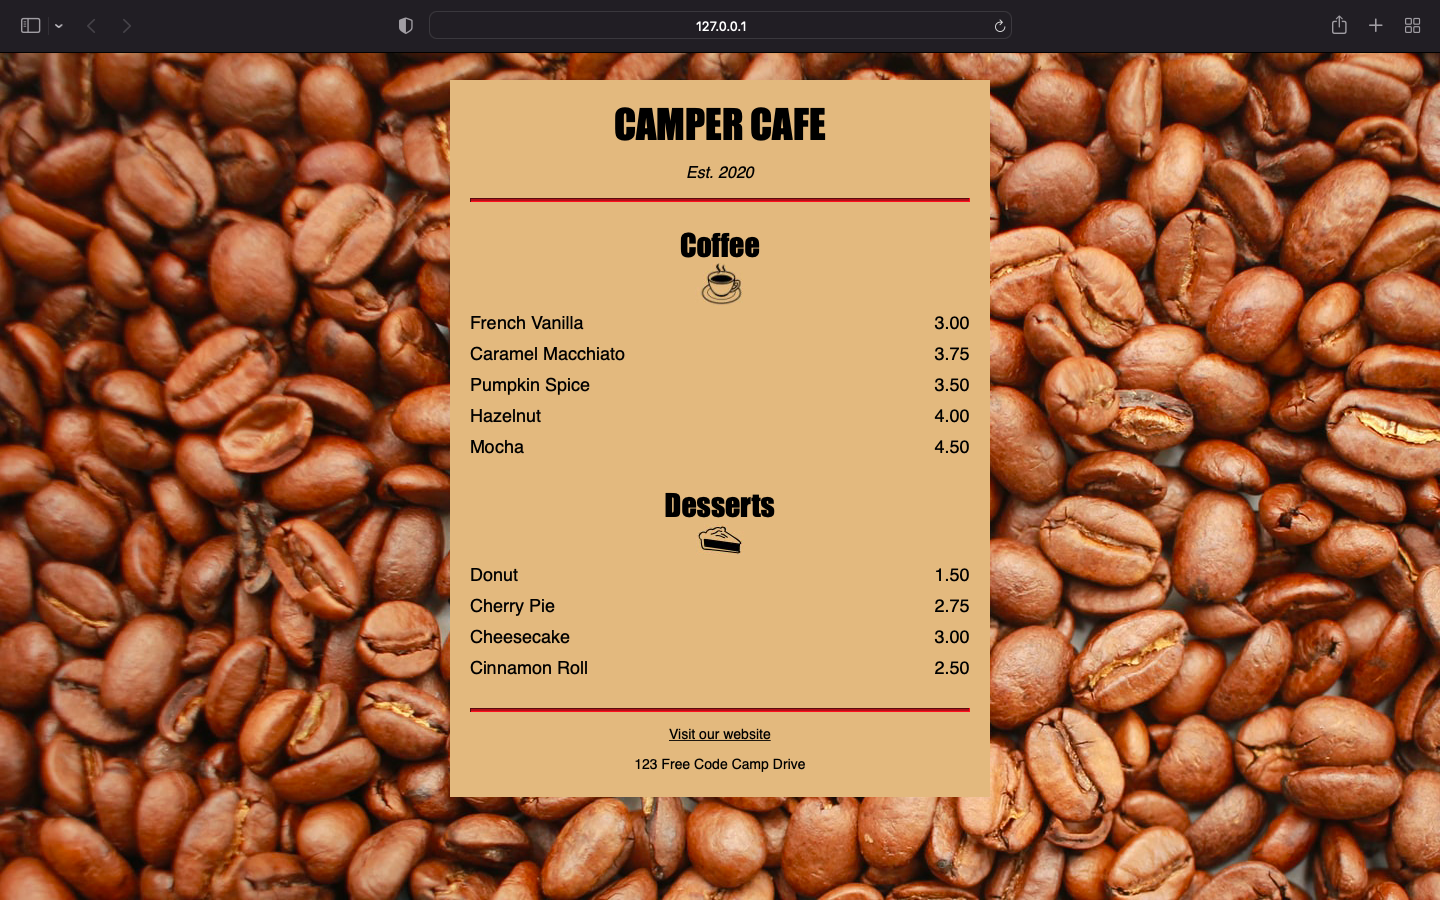 127.0.0.1
CAMPER CAFE
Est. 2020
Coffee
French Vanilla 3.00
Caramel Macchiato 3.75
Pumpkin Spice 3.50
Hazelnut 4.00
Mocha 4.50
Desserts
Donut 1.50
Cherry Pie 2.75
Cheesecake 3.00
Cinnamon Roll 2.50
Visit our website
123 Free Code Camp Drive